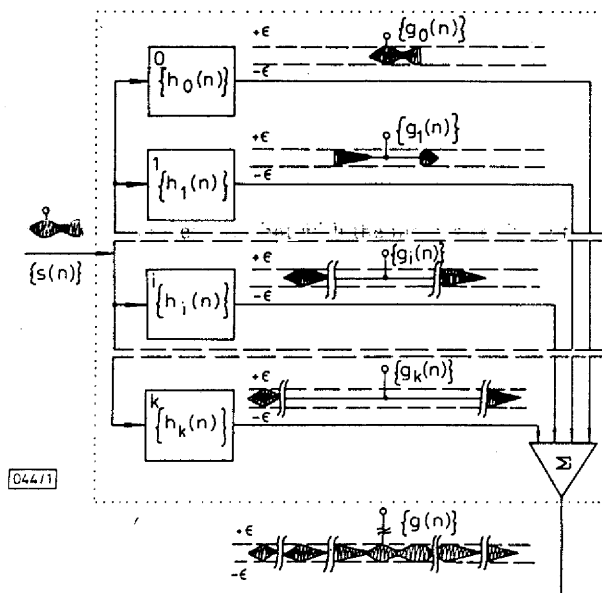 +ε {g₀(n)}
0
{h₀(n)} −ε
+ε {g₁(n)}
1
{h₁(n)} −ε
{s(n)}
+ε {gᵢ(n)}
i
{hᵢ(n)} −ε
+ε {gₖ(n)}
k
{hₖ(n)} −ε
Σ
044/1
{g(n)}
+ε
−ε